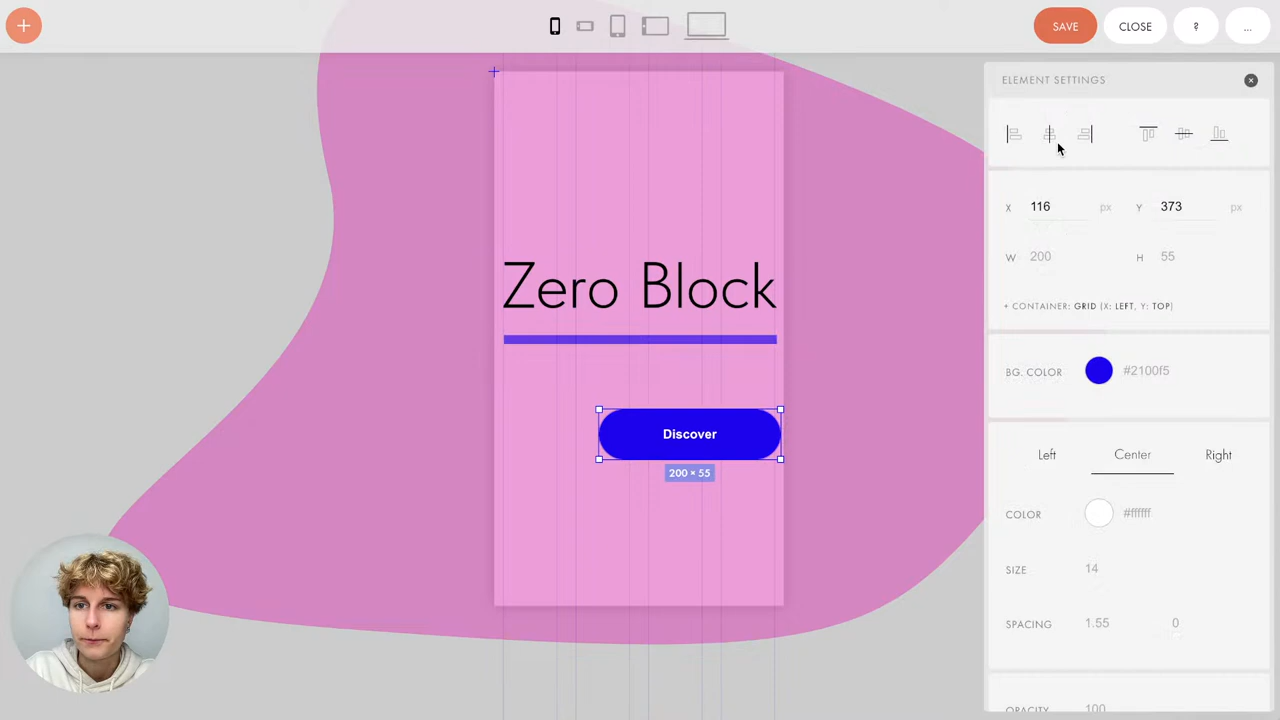 +
SAVE
CLOSE
?
...
ELEMENT SETTINGS
X 116 px Y 373 px
W 200 H 55
+ CONTAINER: GRID (X: LEFT, Y: TOP)
BG. COLOR #2100f5
Left Center Right
COLOR #ffffff
SIZE 14
SPACING 1.55 0
OPACITY 100
Zero Block
Discover
200 × 55